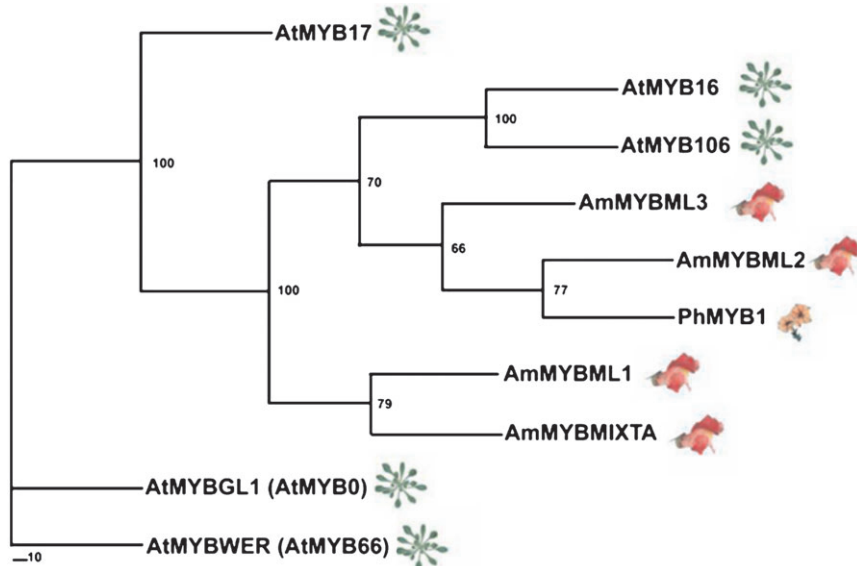 AtMYB17
AtMYB16
100
AtMYB106
100
70
AmMYBML3
66
AmMYBML2
77
PhMYB1
100
AmMYBML1
79
AmMYBMIXTA
AtMYBGL1 (AtMYB0)
AtMYBWER (AtMYB66)
10